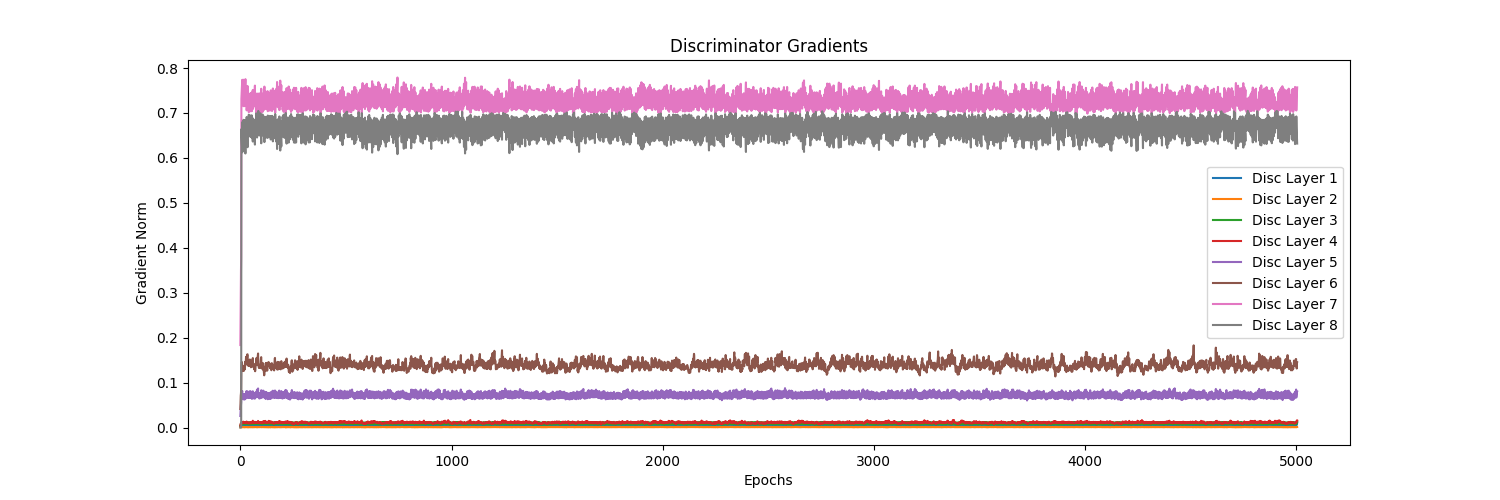 Discriminator Gradients
Gradient Norm
0.8
0.7
0.6
0.5
0.4
0.3
0.2
0.1
0.0
Disc Layer 1
Disc Layer 2
Disc Layer 3
Disc Layer 4
Disc Layer 5
Disc Layer 6
Disc Layer 7
Disc Layer 8
0 1000 2000 3000 4000 5000
Epochs